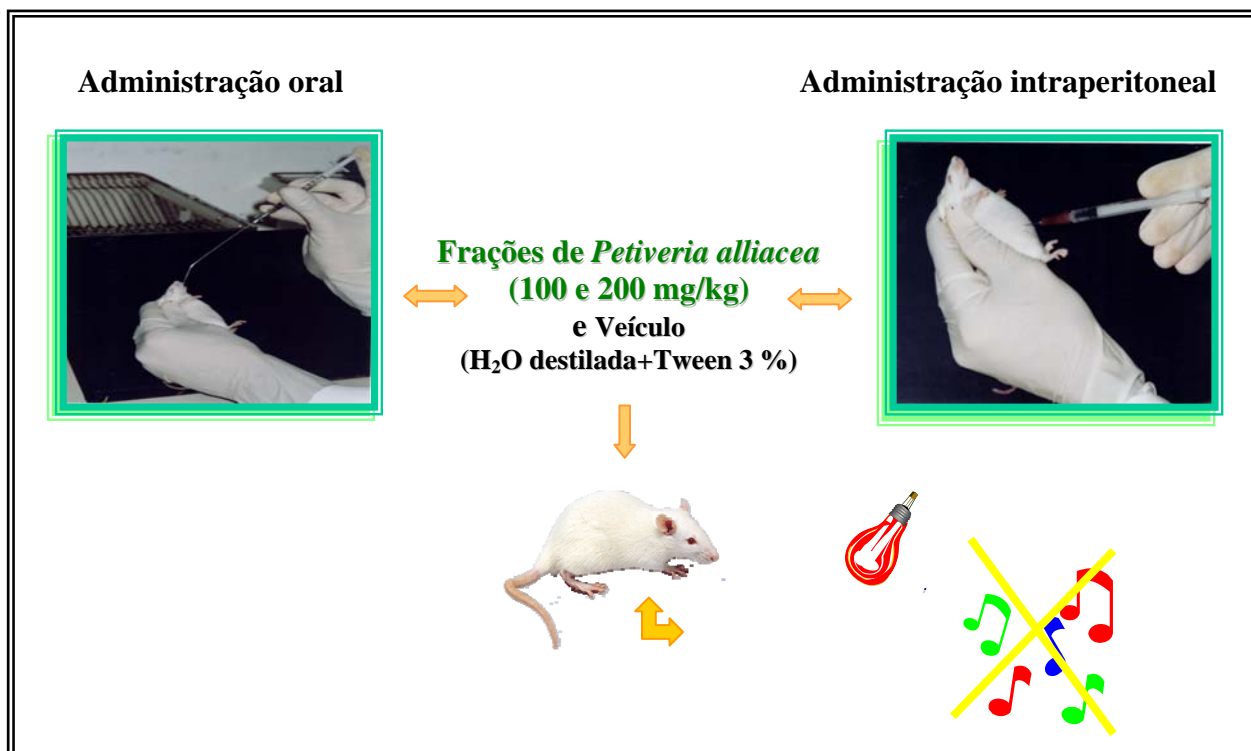 Administração oral
Administração intraperitoneal
Frações de Petiveria alliacea
(100 e 200 mg/kg)
e Veículo
(H₂O destilada+Tween 3 %)